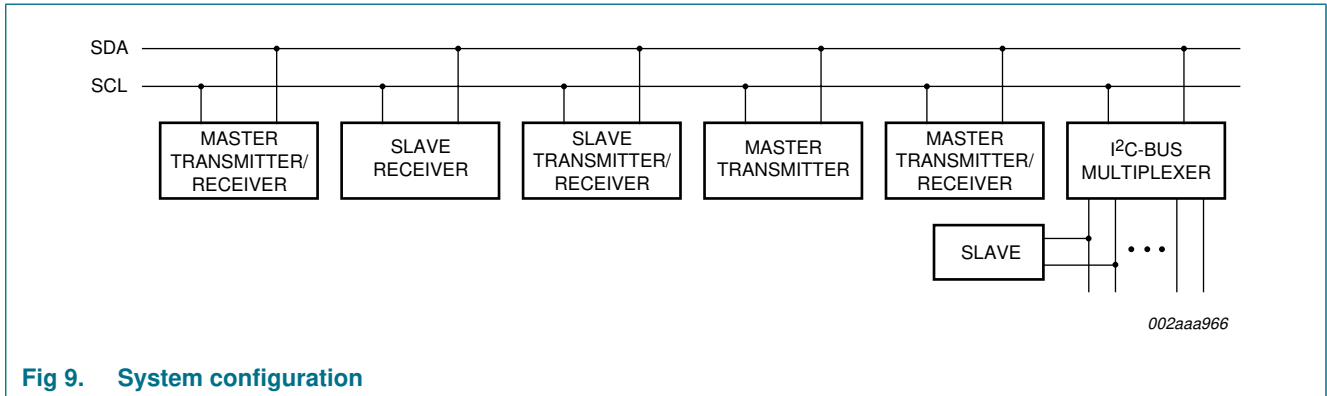 SDA
SCL
MASTER
TRANSMITTER/
RECEIVER
SLAVE
RECEIVER
SLAVE
TRANSMITTER/
RECEIVER
MASTER
TRANSMITTER
MASTER
TRANSMITTER/
RECEIVER
I²C-BUS
MULTIPLEXER
SLAVE
002aaa966
Fig 9. System configuration